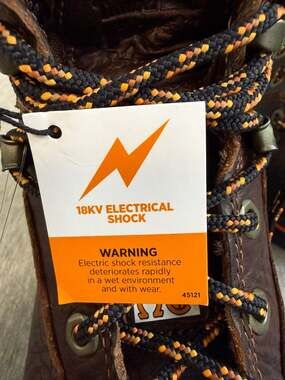 18KV ELECTRICAL
SHOCK
WARNING
Electric shock resistance
deteriorates rapidly
in a wet environment
and with wear.
45121